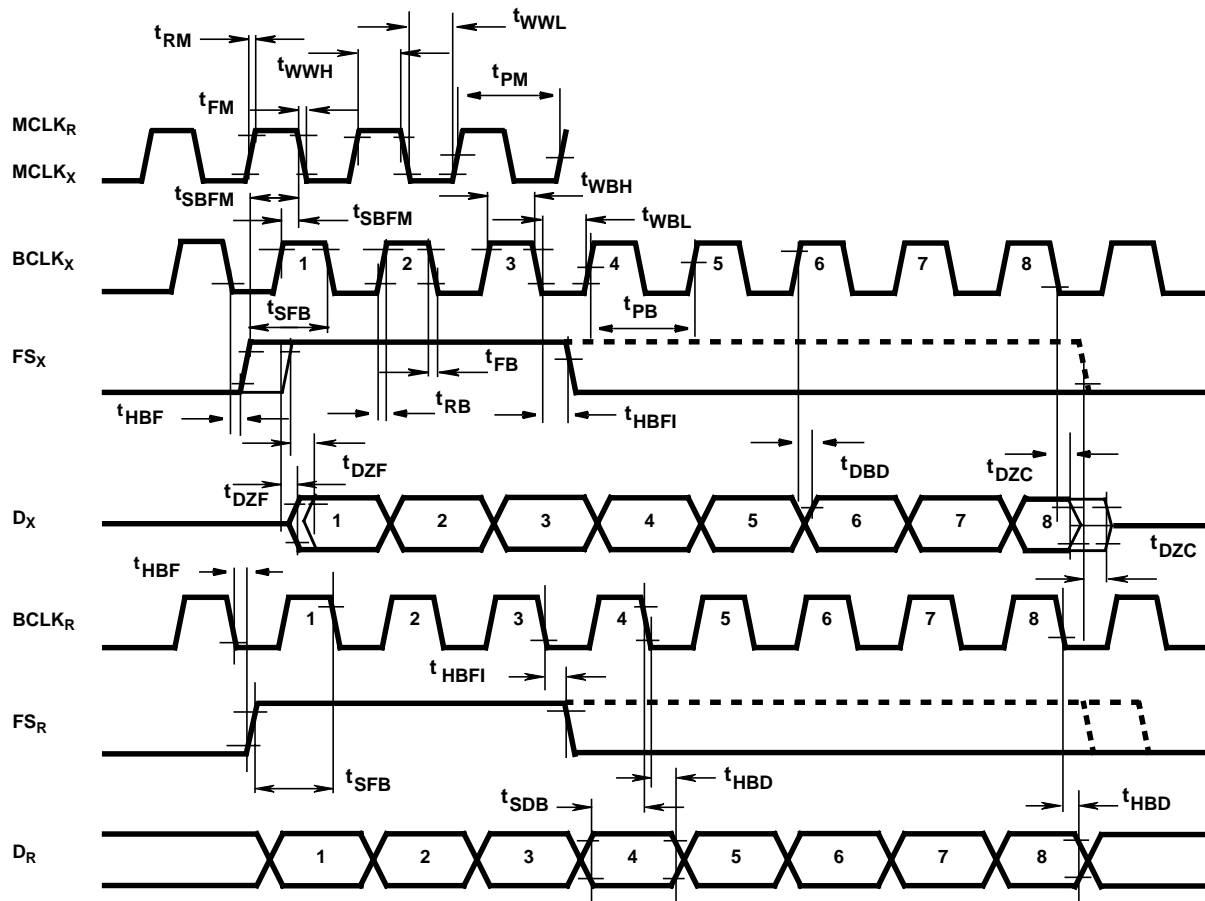 tWWL
tRM
tWWH
tPM
tFM
MCLKR
MCLKX
tSBFM
tSBFM
tWBH
tWBL
BCLKX
1 2 3 4 5 6 7 8
tSFB
tPB
FSX
tFB
tHBF
tRB
tHBFI
tDZF
tDBD
tDZC
tDZF
DX
1 2 3 4 5 6 7 8
tDZC
tHBF
BCLKR
1 2 3 4 5 6 7 8
t HBFI
FSR
tSFB
tHBD
tSDB
tHBD
DR
1 2 3 4 5 6 7 8